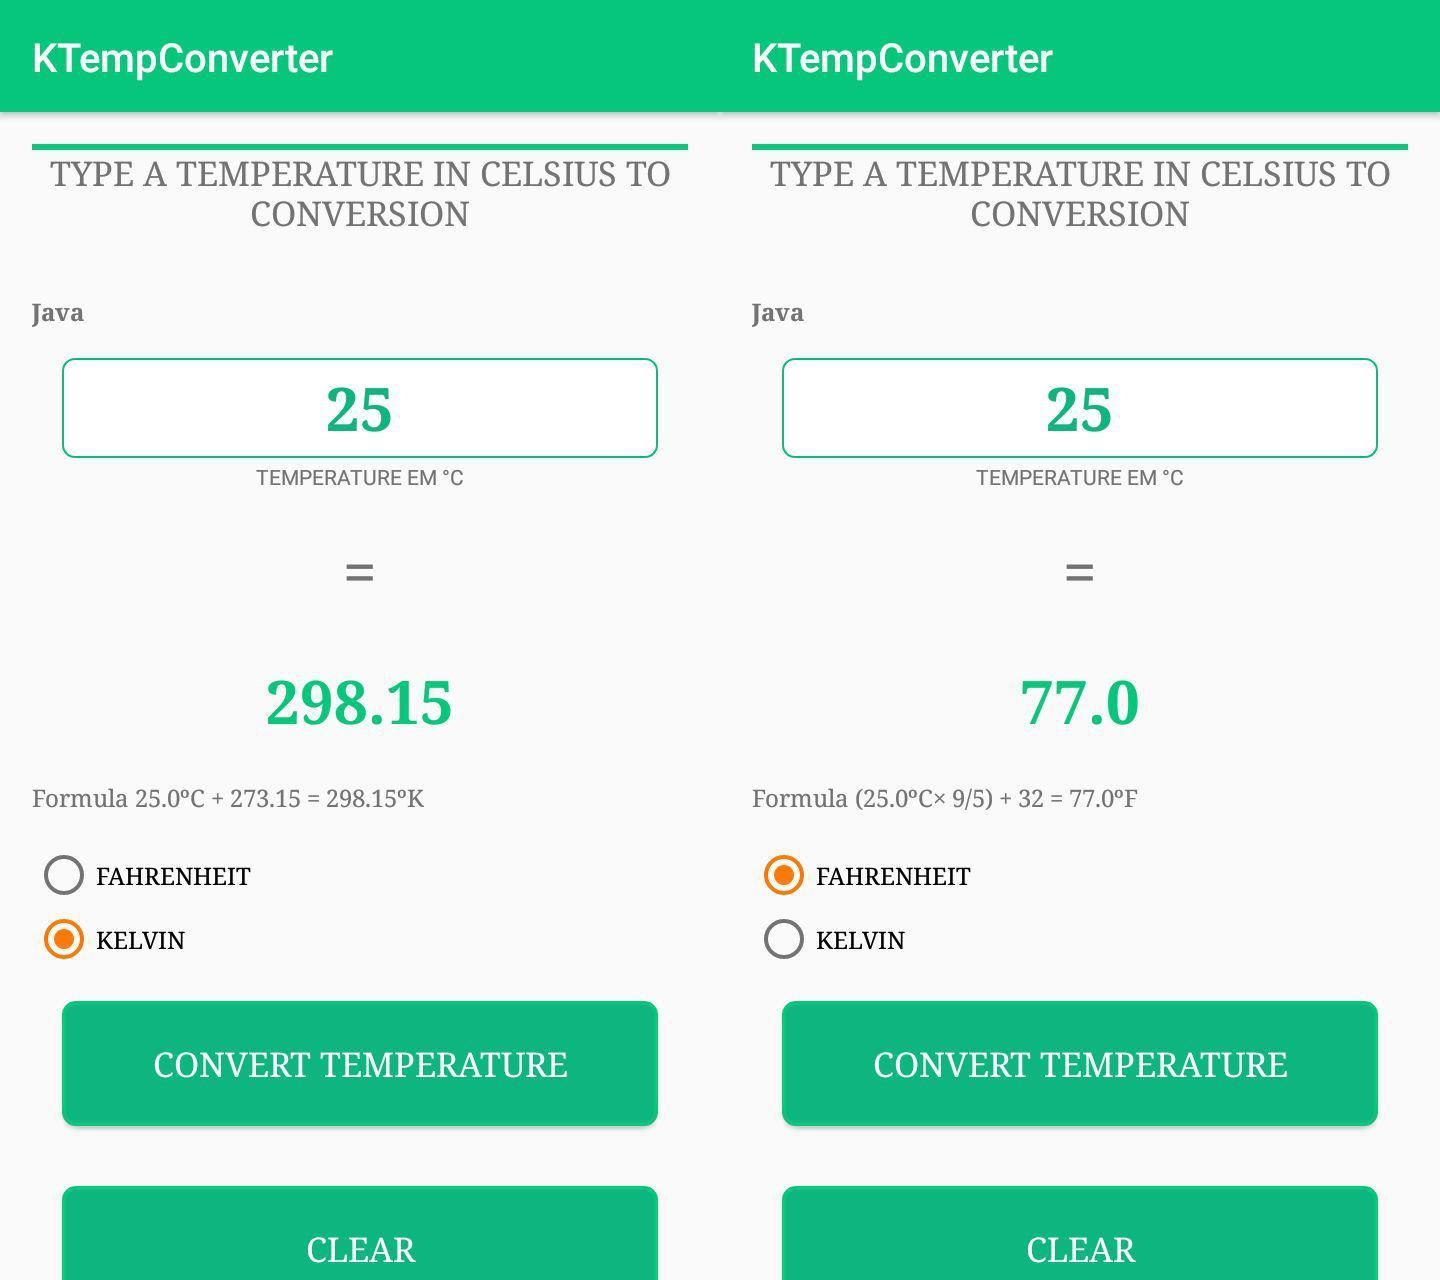 KTempConverter
TYPE A TEMPERATURE IN CELSIUS TO
CONVERSION
Java
25
TEMPERATURE EM °C
=
298.15
Formula 25.0ºC + 273.15 = 298.15ºK
FAHRENHEIT
KELVIN
CONVERT TEMPERATURE
CLEAR
KTempConverter
TYPE A TEMPERATURE IN CELSIUS TO
CONVERSION
Java
25
TEMPERATURE EM °C
=
77.0
Formula (25.0ºC× 9/5) + 32 = 77.0ºF
FAHRENHEIT
KELVIN
CONVERT TEMPERATURE
CLEAR